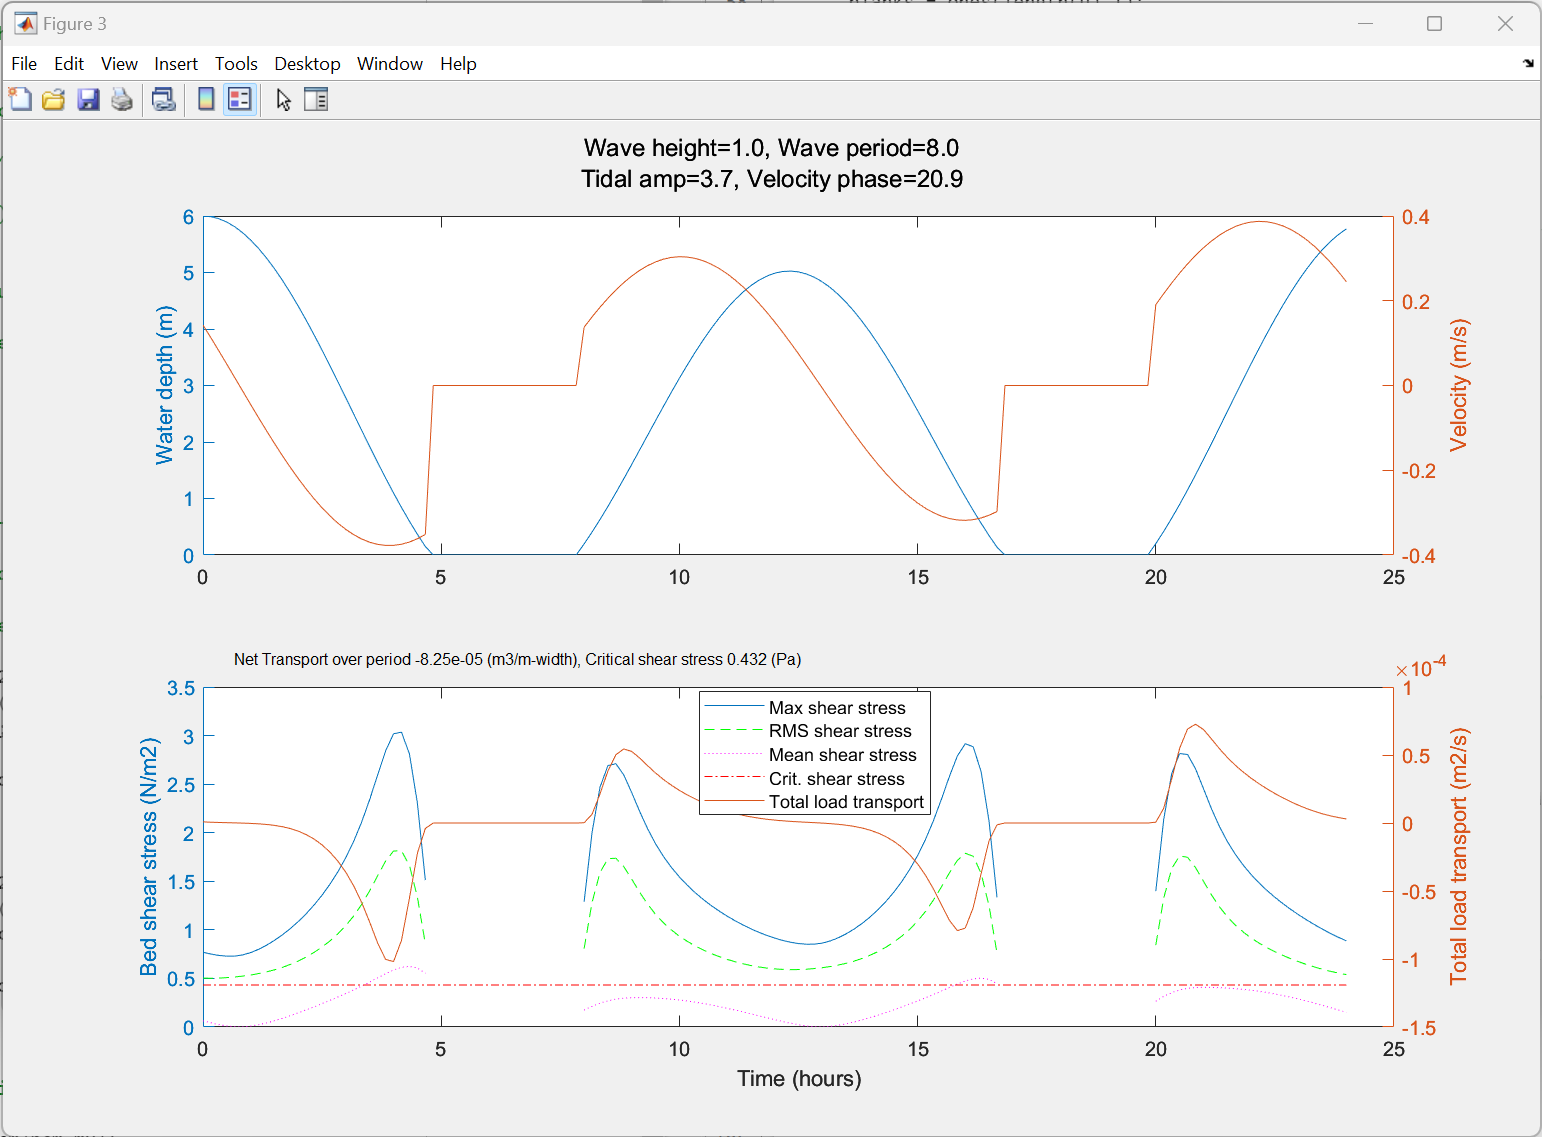 Figure 3
File Edit View Insert Tools Desktop Window Help
Wave height=1.0, Wave period=8.0
Tidal amp=3.7, Velocity phase=20.9
6
5
4
3
2
1
0
Water depth (m)
0.4
0.2
0
-0.2
-0.4
Velocity (m/s)
0 5 10 15 20 25
Net Transport over period -8.25e-05 (m3/m-width), Critical shear stress 0.432 (Pa)
×10-4
3.5
3
2.5
2
1.5
1
0.5
0
Bed shear stress (N/m2)
Max shear stress
RMS shear stress
Mean shear stress
Crit. shear stress
Total load transport
1
0.5
0
-0.5
-1
-1.5
Total load transport (m2/s)
0 5 10 15 20 25
Time (hours)